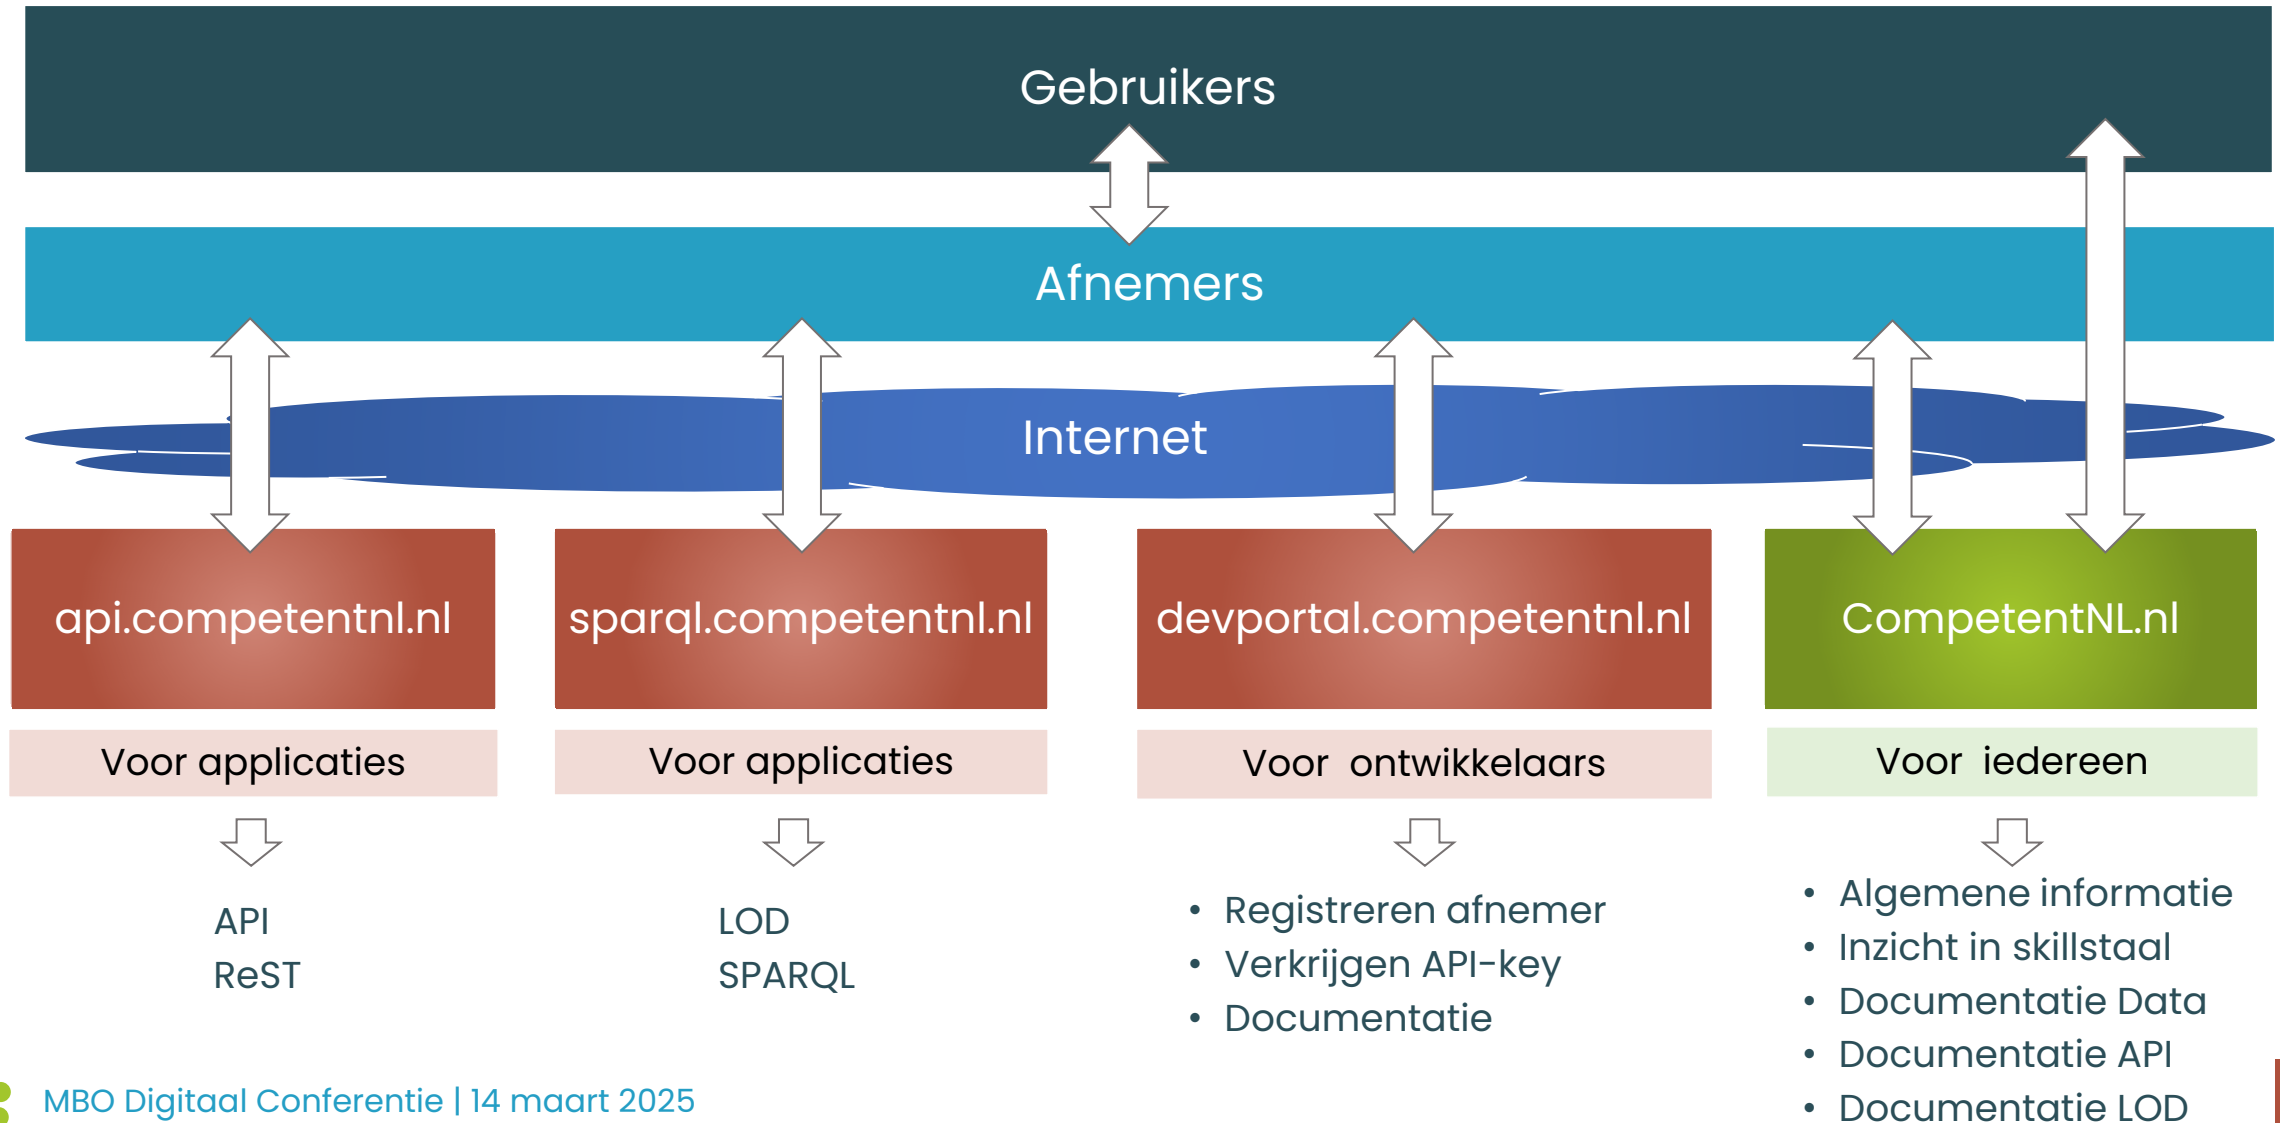 Gebruikers
Afnemers
Internet
api.competentnl.nl
sparql.competentnl.nl
devportal.competentnl.nl
CompetentNL.nl
Voor applicaties
Voor applicaties
Voor ontwikkelaars
Voor iedereen
API
ReST
LOD
SPARQL
• Registreren afnemer
• Verkrijgen API-key
• Documentatie
• Algemene informatie
• Inzicht in skillstaal
• Documentatie Data
• Documentatie API
• Documentatie LOD
MBO Digitaal Conferentie | 14 maart 2025